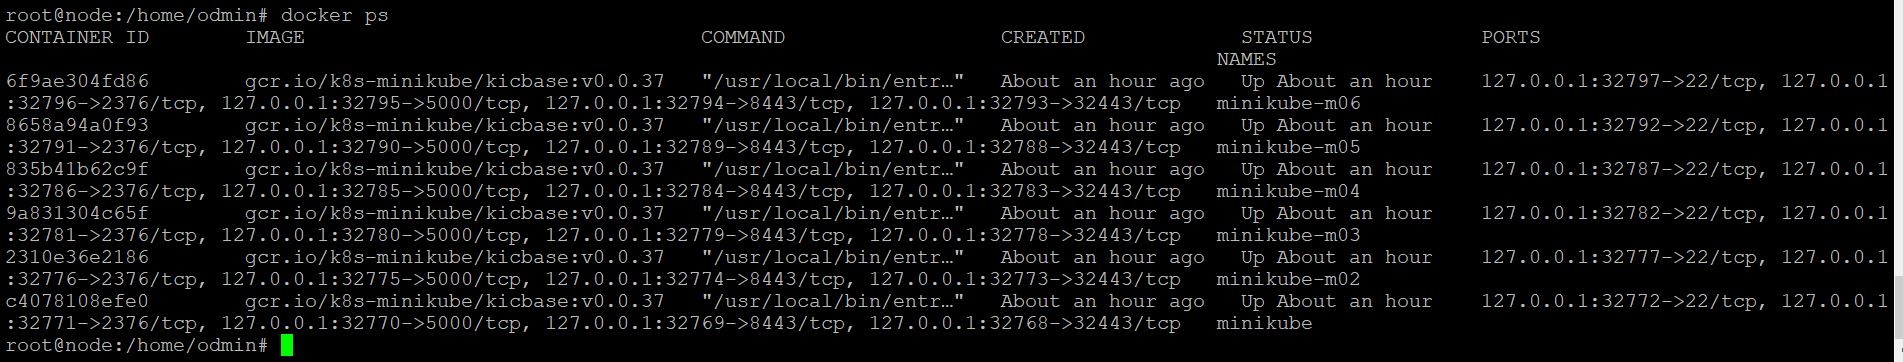 root@node:/home/odmin# docker ps
CONTAINER ID        IMAGE                                 COMMAND                  CREATED             STATUS              PORTS
NAMES
6f9ae304fd86        gcr.io/k8s-minikube/kicbase:v0.0.37   "/usr/local/bin/entr…"   About an hour ago   Up About an hour    127.0.0.1:32797->22/tcp, 127.0.0.1
:32796->2376/tcp, 127.0.0.1:32795->5000/tcp, 127.0.0.1:32794->8443/tcp, 127.0.0.1:32793->32443/tcp   minikube-m06
8658a94a0f93        gcr.io/k8s-minikube/kicbase:v0.0.37   "/usr/local/bin/entr…"   About an hour ago   Up About an hour    127.0.0.1:32792->22/tcp, 127.0.0.1
:32791->2376/tcp, 127.0.0.1:32790->5000/tcp, 127.0.0.1:32789->8443/tcp, 127.0.0.1:32788->32443/tcp   minikube-m05
835b41b62c9f        gcr.io/k8s-minikube/kicbase:v0.0.37   "/usr/local/bin/entr…"   About an hour ago   Up About an hour    127.0.0.1:32787->22/tcp, 127.0.0.1
:32786->2376/tcp, 127.0.0.1:32785->5000/tcp, 127.0.0.1:32784->8443/tcp, 127.0.0.1:32783->32443/tcp   minikube-m04
9a831304c65f        gcr.io/k8s-minikube/kicbase:v0.0.37   "/usr/local/bin/entr…"   About an hour ago   Up About an hour    127.0.0.1:32782->22/tcp, 127.0.0.1
:32781->2376/tcp, 127.0.0.1:32780->5000/tcp, 127.0.0.1:32779->8443/tcp, 127.0.0.1:32778->32443/tcp   minikube-m03
2310e36e2186        gcr.io/k8s-minikube/kicbase:v0.0.37   "/usr/local/bin/entr…"   About an hour ago   Up About an hour    127.0.0.1:32777->22/tcp, 127.0.0.1
:32776->2376/tcp, 127.0.0.1:32775->5000/tcp, 127.0.0.1:32774->8443/tcp, 127.0.0.1:32773->32443/tcp   minikube-m02
c4078108efe0        gcr.io/k8s-minikube/kicbase:v0.0.37   "/usr/local/bin/entr…"   About an hour ago   Up About an hour    127.0.0.1:32772->22/tcp, 127.0.0.1
:32771->2376/tcp, 127.0.0.1:32770->5000/tcp, 127.0.0.1:32769->8443/tcp, 127.0.0.1:32768->32443/tcp   minikube
root@node:/home/odmin#